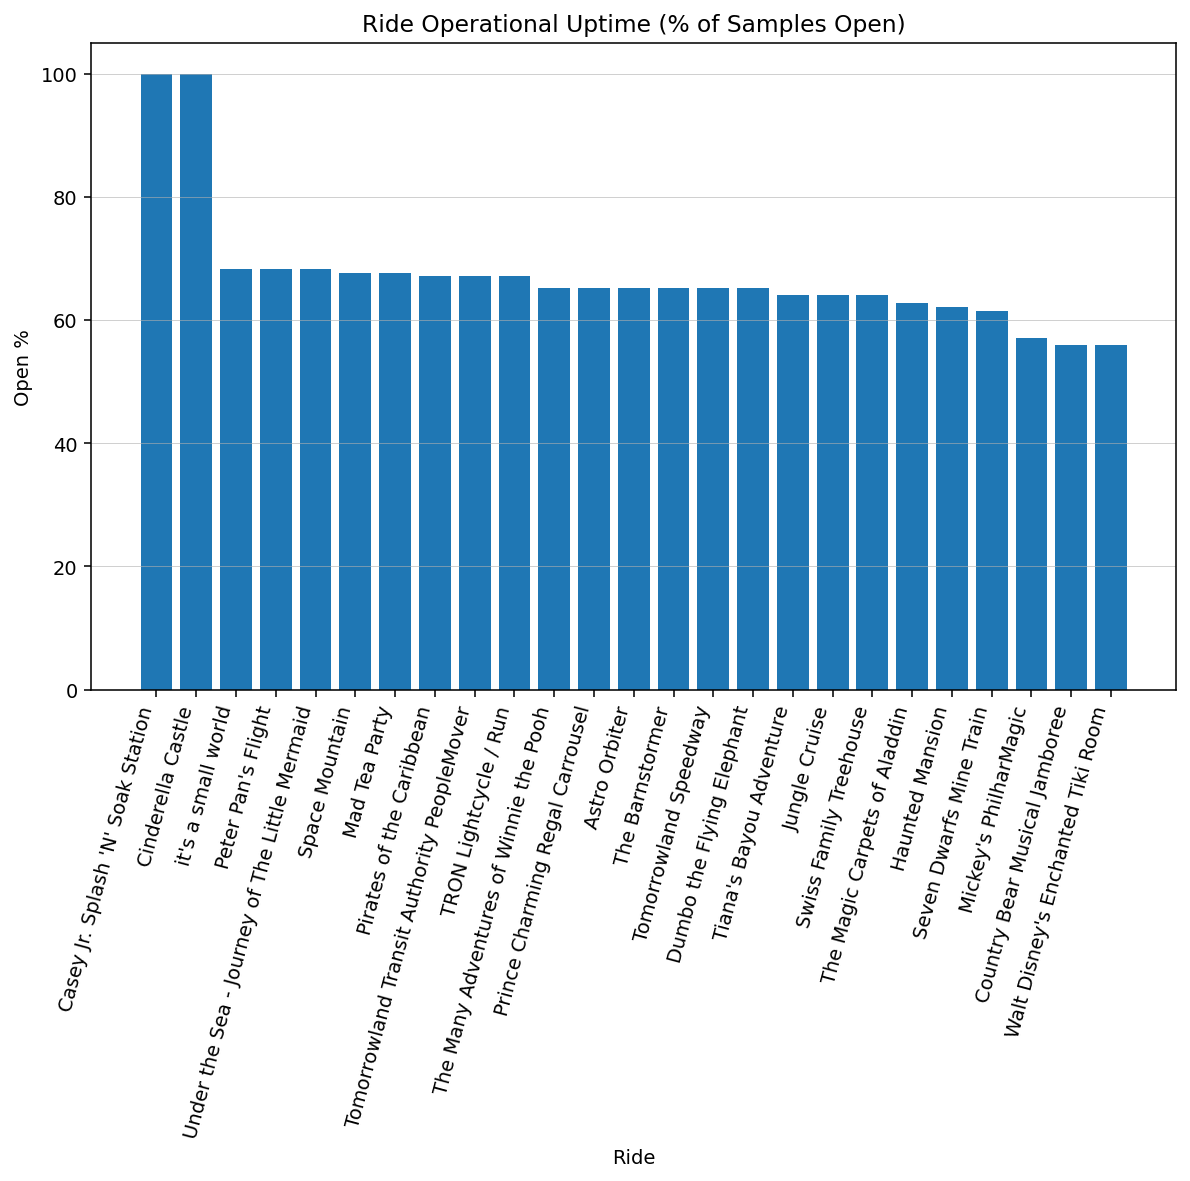 Ride Operational Uptime (% of Samples Open)
100
80
60
40
20
0
Open %
Casey Jr. Splash 'N' Soak Station
Cinderella Castle
it's a small world
Peter Pan's Flight
Under the Sea - Journey of The Little Mermaid
Space Mountain
Mad Tea Party
Pirates of the Caribbean
Tomorrowland Transit Authority PeopleMover
TRON Lightcycle / Run
The Many Adventures of Winnie the Pooh
Prince Charming Regal Carrousel
Astro Orbiter
The Barnstormer
Tomorrowland Speedway
Dumbo the Flying Elephant
Tiana's Bayou Adventure
Jungle Cruise
Swiss Family Treehouse
The Magic Carpets of Aladdin
Haunted Mansion
Seven Dwarfs Mine Train
Mickey's PhilharMagic
Country Bear Musical Jamboree
Walt Disney's Enchanted Tiki Room
Ride